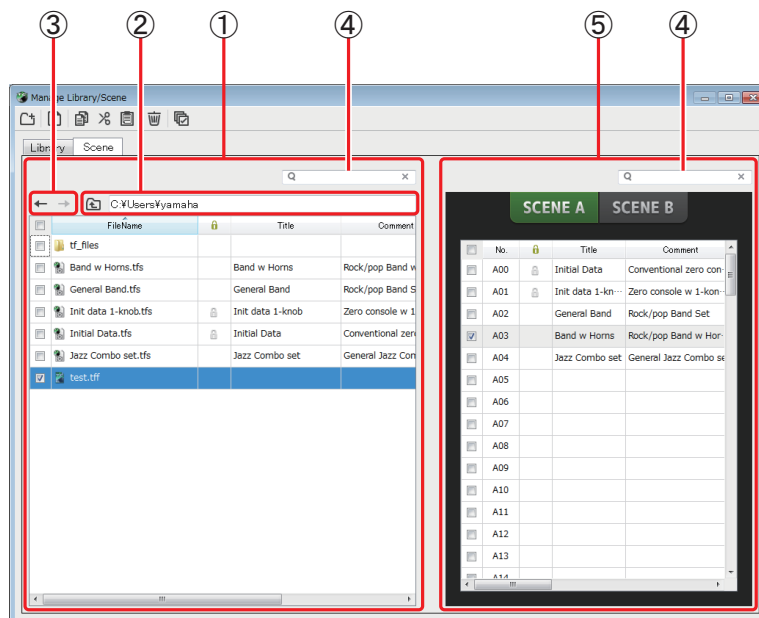 ③ ② ① ④ ⑤ ④
Manage Library/Scene
Library Scene
C:¥Users¥yamaha
FileName Title Comment
tf_files
Band w Horns.tfs Band w Horns Rock/pop Band w
General Band.tfs General Band Rock/pop Band S
Init data 1-knob.tfs Init data 1-knob Zero console w 1
Initial Data.tfs Initial Data Conventional zer
Jazz Combo set.tfs Jazz Combo set General Jazz Com
test.tff
SCENE A SCENE B
No. Title Comment
A00 Initial Data Conventional zero con···
A01 Init data 1-kn··· Zero console w 1-kon···
A02 General Band Rock/pop Band Set
A03 Band w Horns Rock/pop Band w Hor···
A04 Jazz Combo set General Jazz Combo se
A05
A06
A07
A08
A09
A10
A11
A12
A13
A14